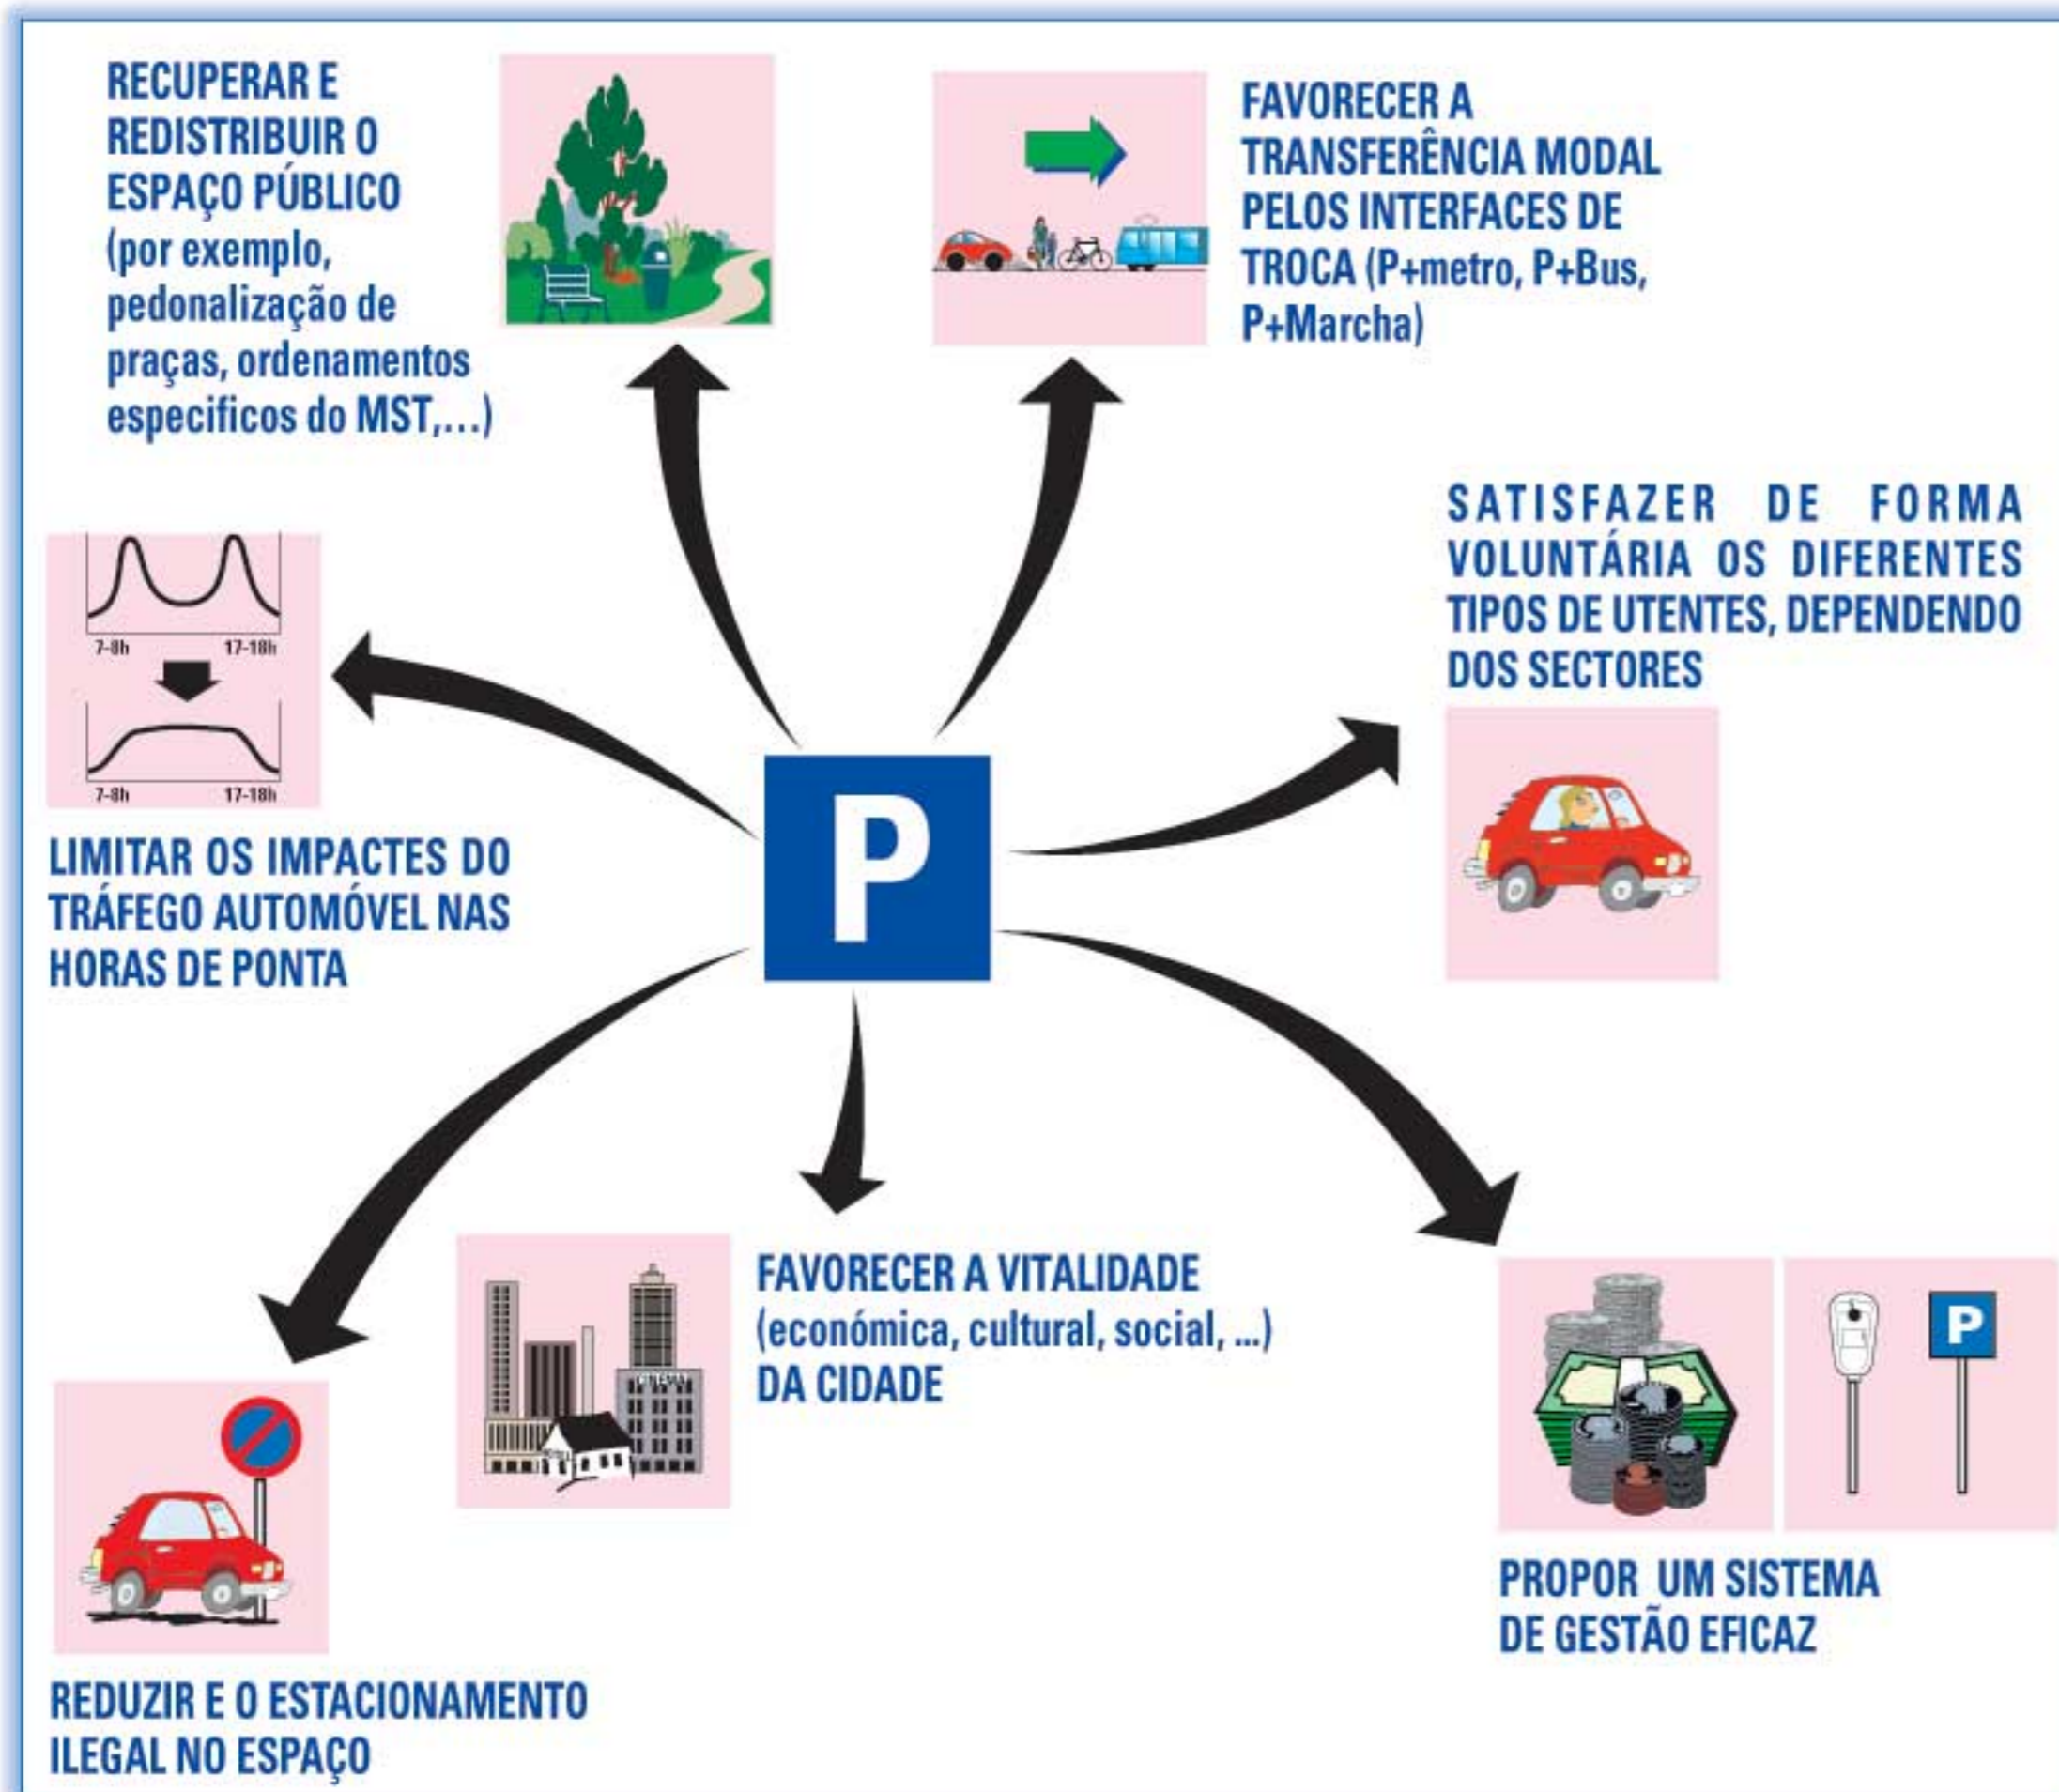 RECUPERAR E
REDISTRIBUIR O
ESPAÇO PÚBLICO
(por exemplo,
pedonalização de
praças, ordenamentos
especificos do MST,...)
FAVORECER A
TRANSFERÊNCIA MODAL
PELOS INTERFACES DE
TROCA (P+metro, P+Bus,
P+Marcha)
SATISFAZER DE FORMA
VOLUNTÁRIA OS DIFERENTES
TIPOS DE UTENTES, DEPENDENDO
DOS SECTORES
7-8h 17-18h
7-8h 17-18h
LIMITAR OS IMPACTES DO
TRÁFEGO AUTOMÓVEL NAS
HORAS DE PONTA
P
FAVORECER A VITALIDADE
(económica, cultural, social, ...)
DA CIDADE
CINEMA
P
PROPOR UM SISTEMA
DE GESTÃO EFICAZ
REDUZIR E O ESTACIONAMENTO
ILEGAL NO ESPAÇO